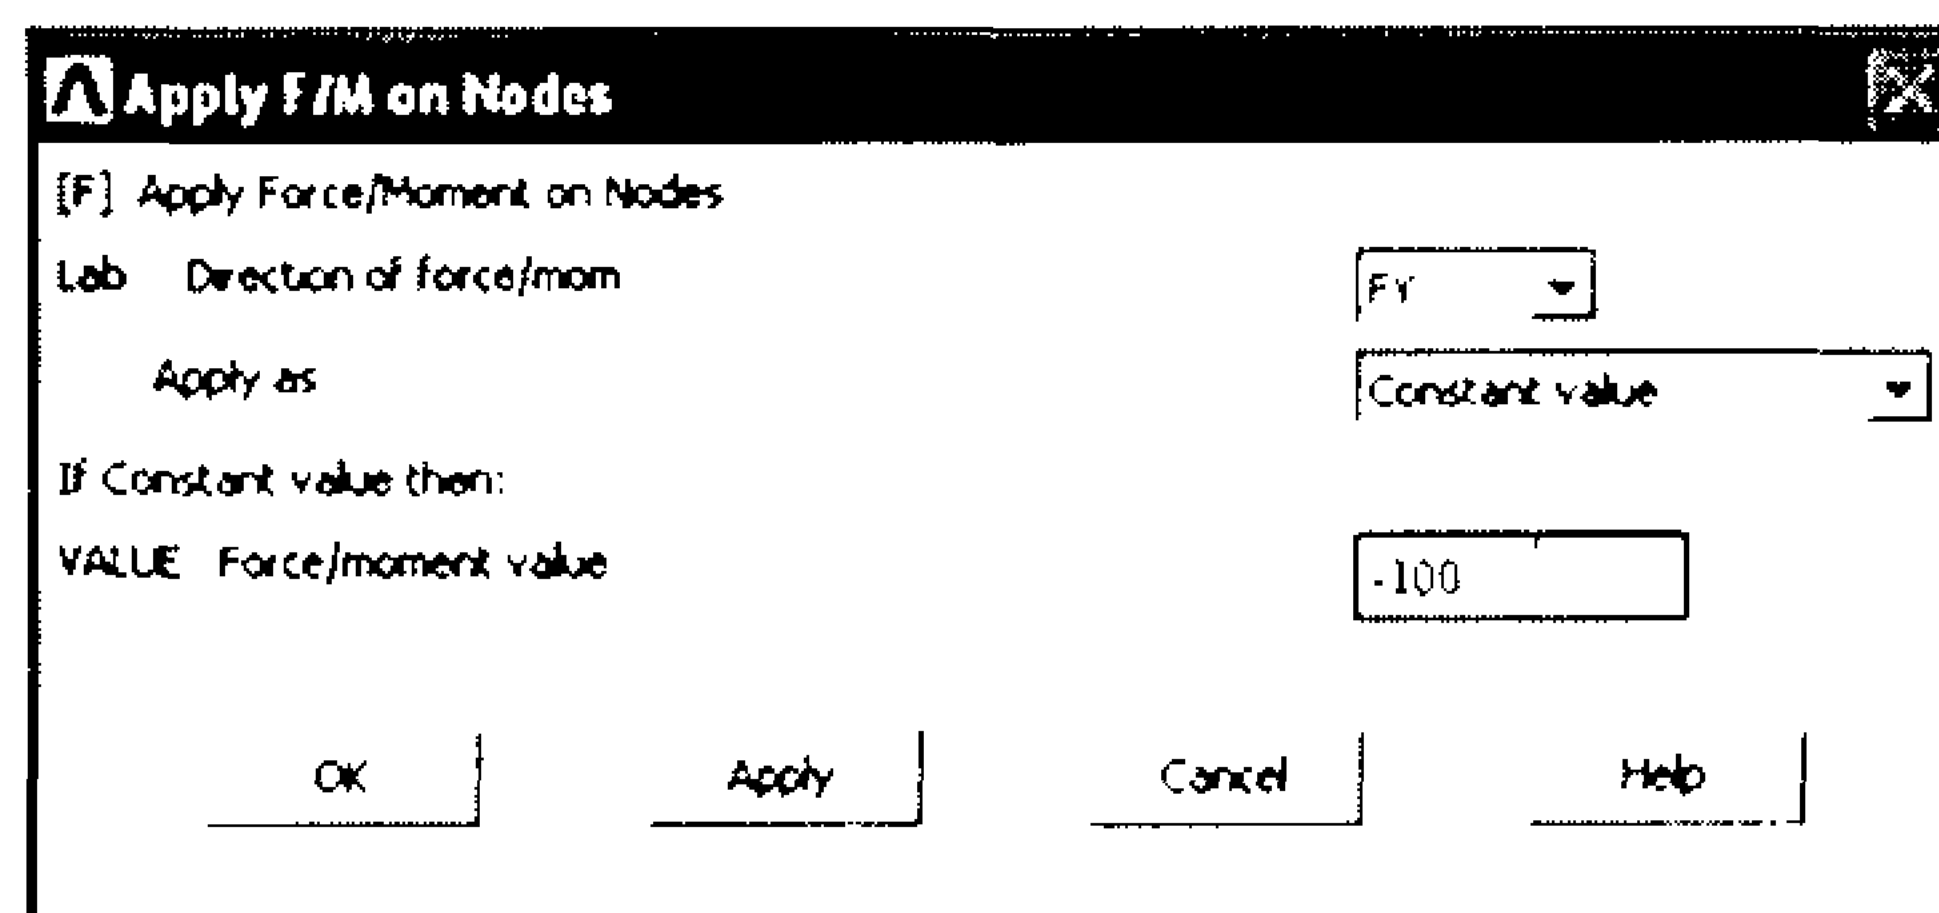 Apply F/M on Nodes
[F] Apply Force/Moment on Nodes
Lab Direction of force/mom FY
Apply as Constant value
If Constant value then:
VALUE Force/moment value -100
OK Apply Cancel Help